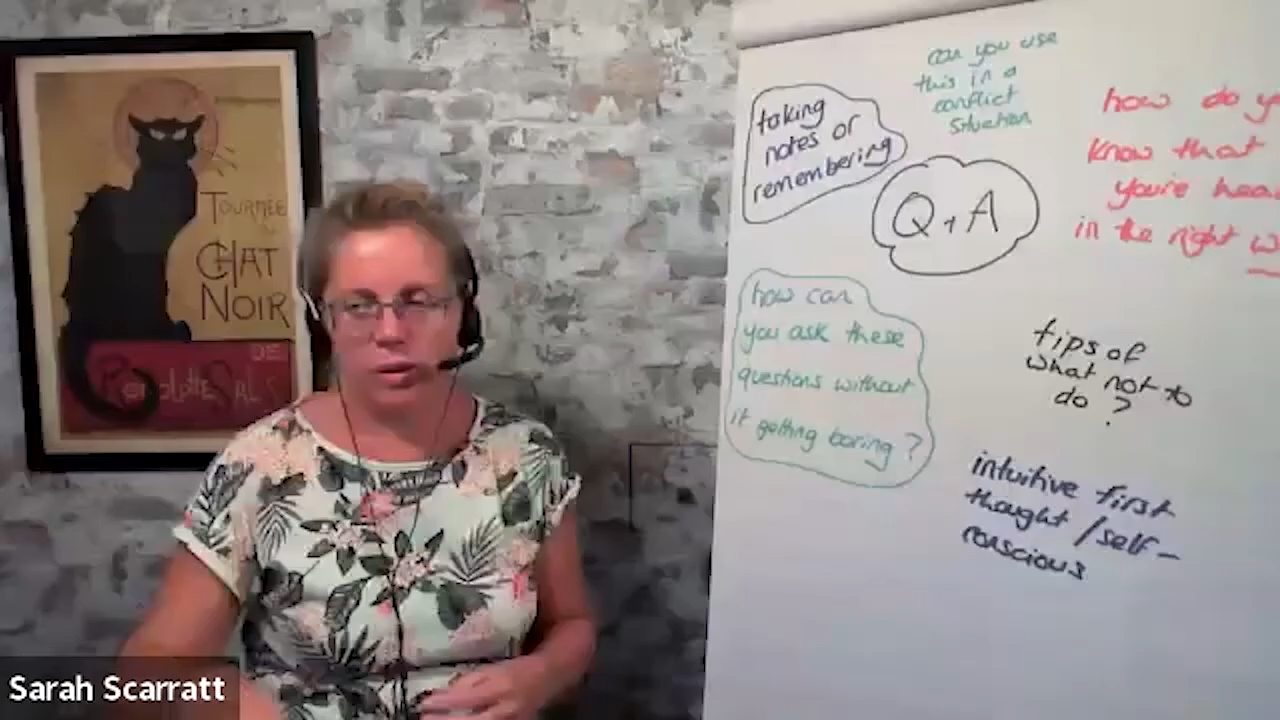 TOURNÉE
CHAT
NOIR
DE
taking
notes or
remembering
can you use
this in a
conflict
situation
how do
know that
you're
in the right
Q + A
how can
you ask these
questions without
it getting boring ?
tips of
what not to
do ?
intuitive first
thought / self-
conscious
Sarah Scarratt